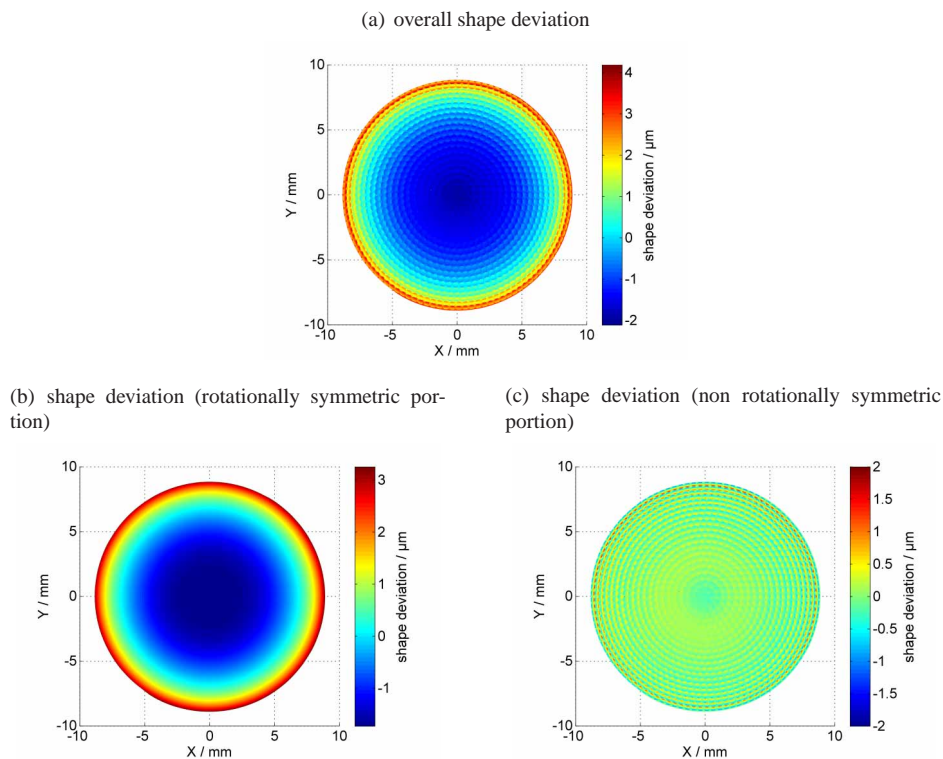 (a) overall shape deviation
10
5
0
-5
-10
Y / mm
-10 -5 0 5 10
X / mm
4
3
2
1
0
-1
-2
shape deviation / µm
(b) shape deviation (rotationally symmetric por-
tion)
10
5
0
-5
-10
Y / mm
-10 -5 0 5 10
X / mm
3
2
1
0
-1
shape deviation / µm
(c) shape deviation (non rotationally symmetric
portion)
10
5
0
-5
-10
Y / mm
-10 -5 0 5 10
X / mm
2
1.5
1
0.5
0
-0.5
-1
-1.5
-2
shape deviation / µm